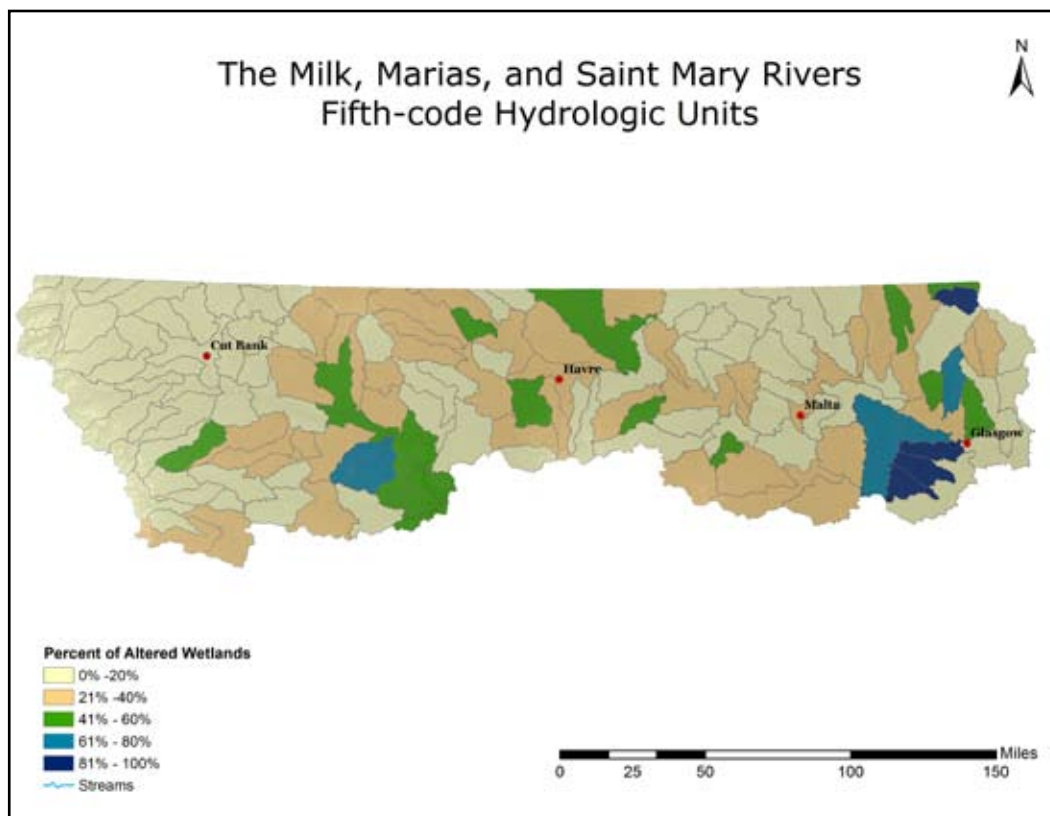 The Milk, Marias, and Saint Mary Rivers
Fifth-code Hydrologic Units
N
Cut Bank
Havre
Malta
Glasgow
Percent of Altered Wetlands
0% -20%
21% -40%
41% - 60%
61% - 80%
81% - 100%
Streams
Miles
0 25 50 100 150